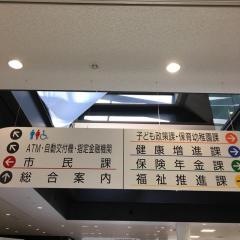 ATM・自動交付機・指定金融機関
市民課
総合案内
子ども政策課・保育幼稚園課
健康増進課
保険年金課
福祉推進課